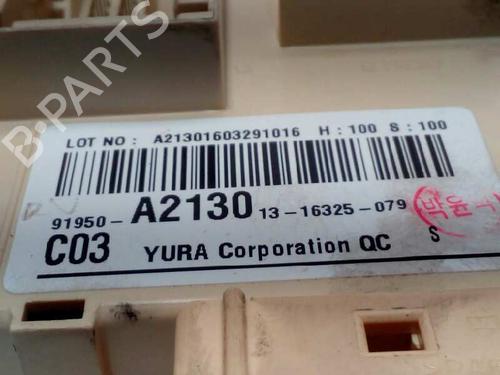 B-PARTS
LOT NO : A21301603291016 H : 100 S : 100
91950- A2130 13-16325-079
C03 YURA Corporation QC S